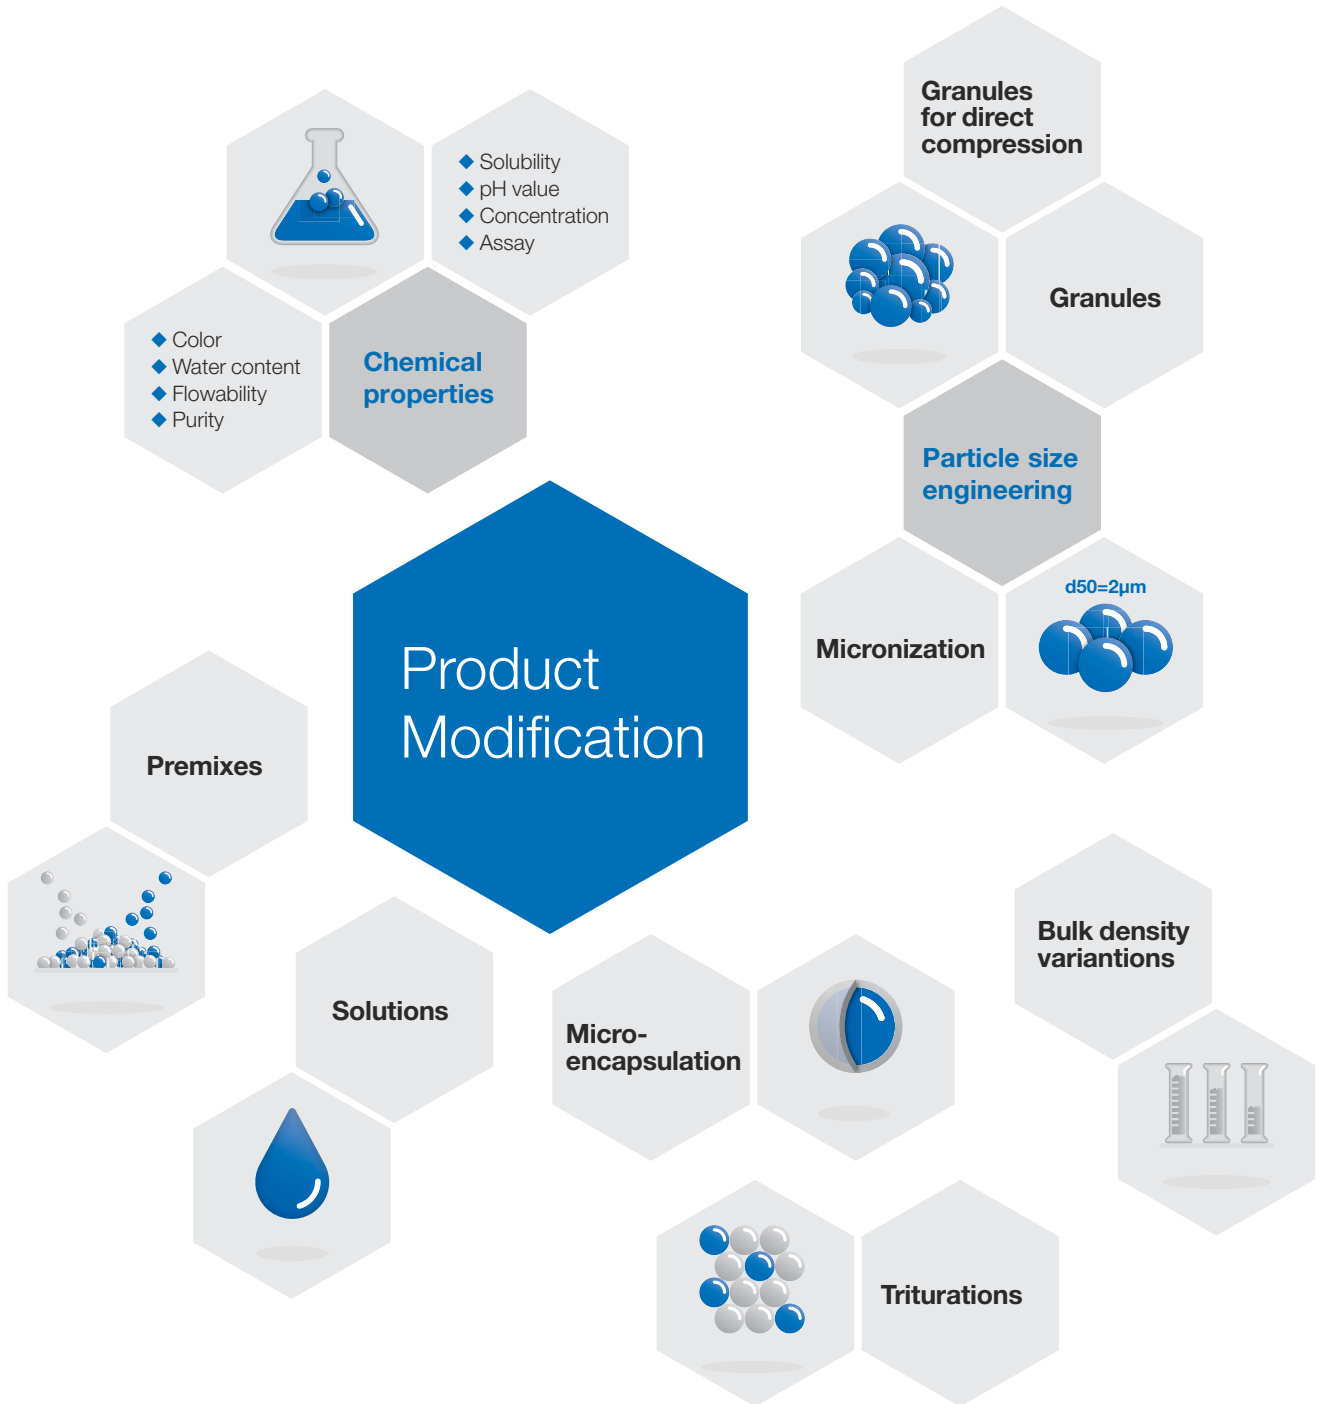 Solubility
pH value
Concentration
Assay
Color
Water content
Flowability
Purity
Chemical
properties
Granules
for direct
compression
Granules
Particle size
engineering
Micronization
d50=2µm
Product
Modification
Premixes
Solutions
Micro-
encapsulation
Bulk density
variantions
Triturations